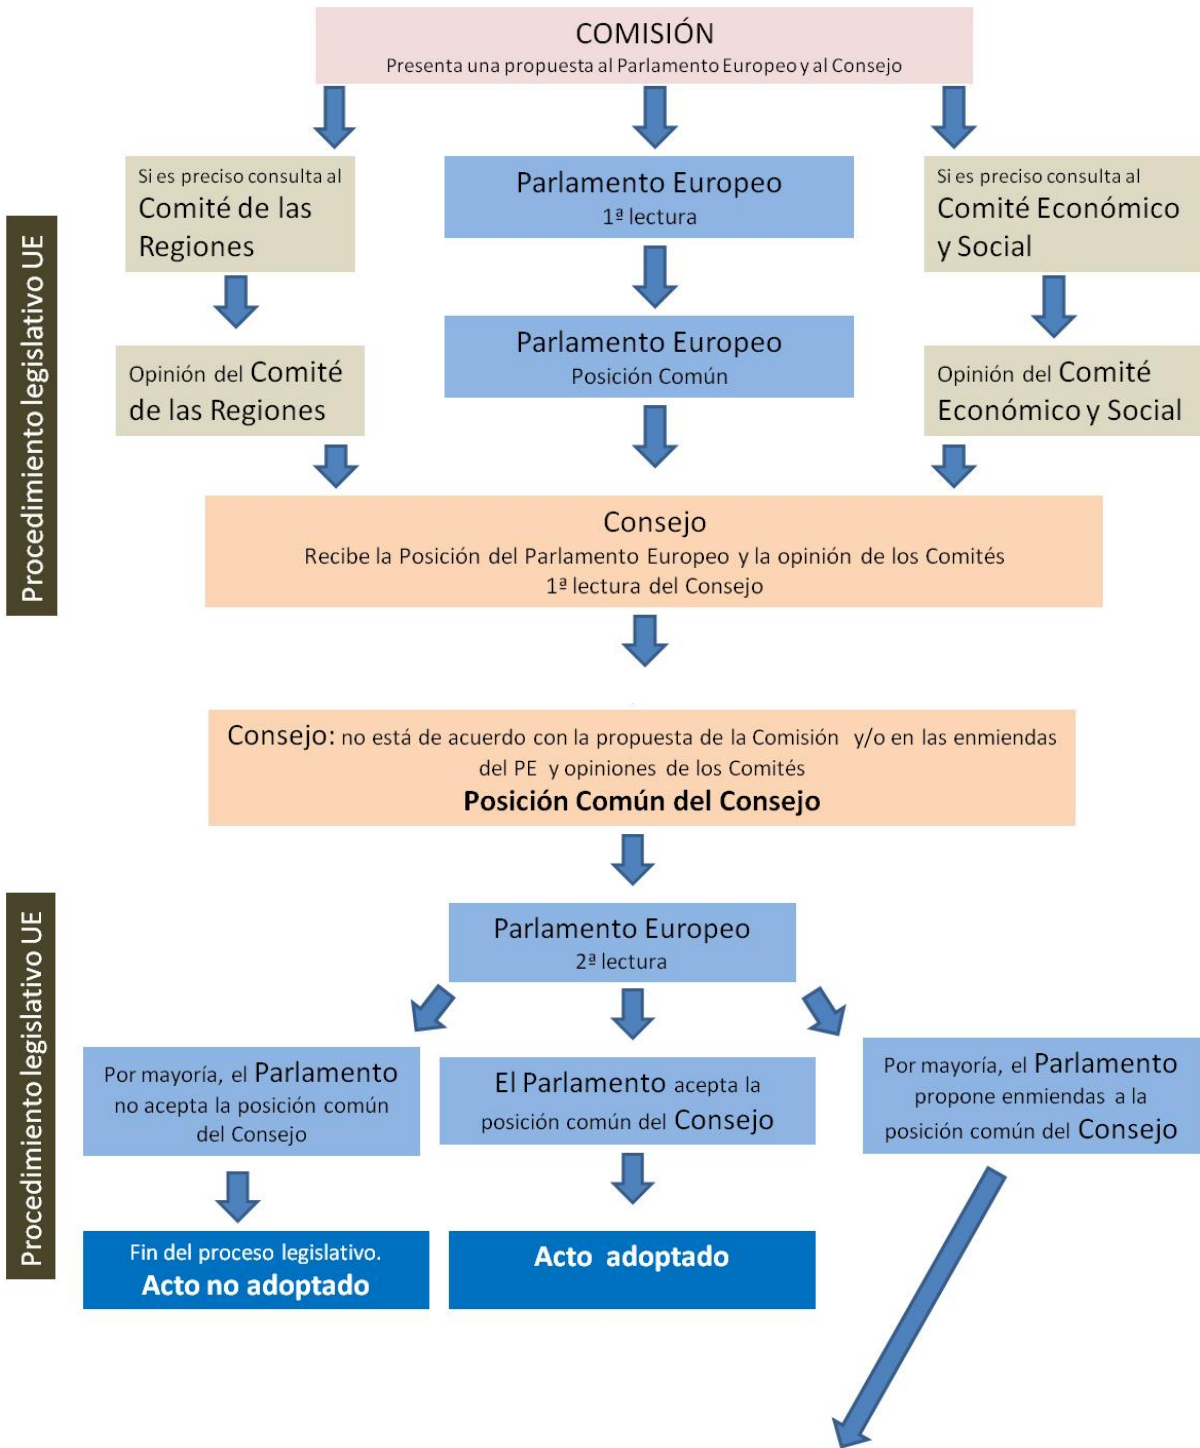 COMISIÓN
Presenta una propuesta al Parlamento Europeo y al Consejo
Si es preciso consulta al
Comité de las
Regiones
Parlamento Europeo
1ª lectura
Si es preciso consulta al
Comité Económico
y Social
Procedimiento legislativo UE
Parlamento Europeo
Posición Común
Opinión del Comité
de las Regiones
Opinión del Comité
Económico y Social
Consejo
Recibe la Posición del Parlamento Europeo y la opinión de los Comités
1ª lectura del Consejo
Consejo: no está de acuerdo con la propuesta de la Comisión y/o en las enmiendas
del PE y opiniones de los Comités
Posición Común del Consejo
Procedimiento legislativo UE
Parlamento Europeo
2ª lectura
Por mayoría, el Parlamento
no acepta la posición común
del Consejo
El Parlamento acepta la
posición común del Consejo
Por mayoría, el Parlamento
propone enmiendas a la
posición común del Consejo
Fin del proceso legislativo.
Acto no adoptado
Acto adoptado